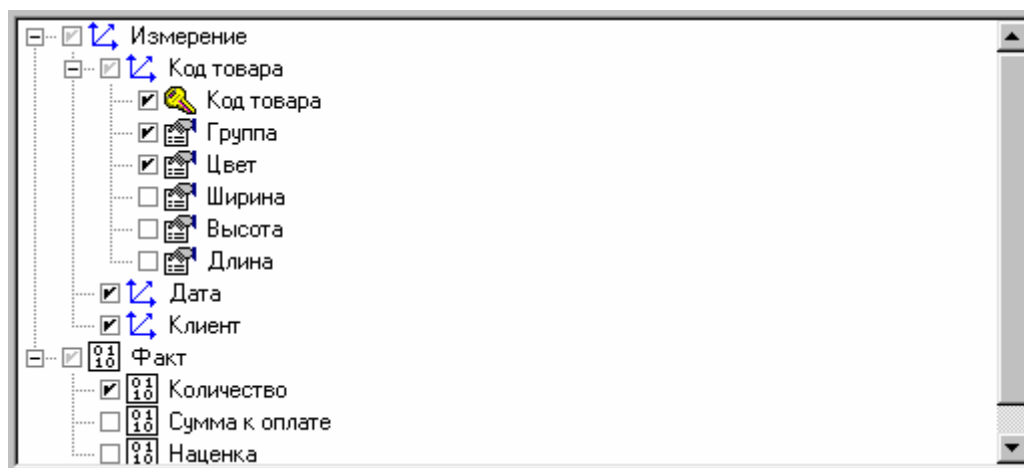 Измерение
Код товара
Код товара
Группа
Цвет
Ширина
Высота
Длина
Дата
Клиент
Факт
Количество
Сумма к оплате
Наценка